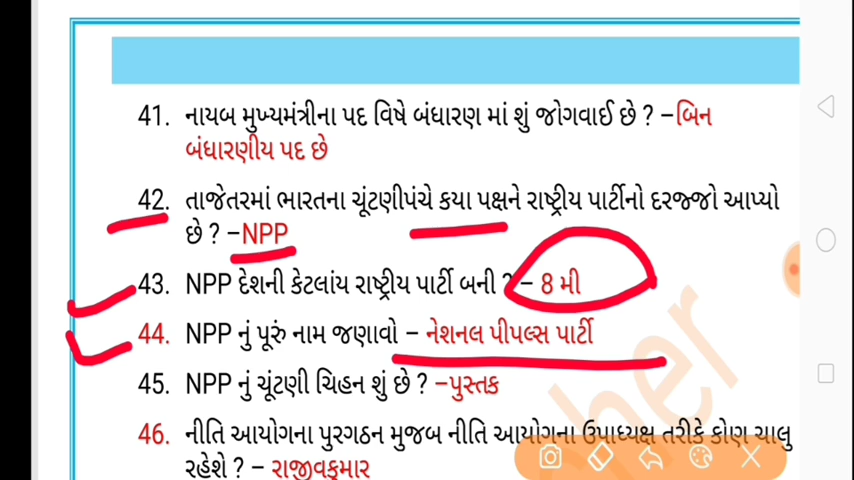 41. નાયબ મુખ્યમંત્રીના પદ વિષે બંધારણ માં શું જોગવાઈ છે ? –બિન
બંધારણીય પદ છે
42. તાજેતરમાં ભારતના ચૂંટણીપંચે કયા પક્ષને રાષ્ટ્રીય પાર્ટીનો દરજ્જો આપ્યો
છે ? –NPP
43. NPP દેશની કેટલાંય રાષ્ટ્રીય પાર્ટી બની ? – 8 મી
44. NPP નું પૂરું નામ જણાવો – નેશનલ પીપલ્સ પાર્ટી
45. NPP નું ચૂંટણી ચિહન શું છે ? –પુસ્તક
46. નીતિ આયોગના પુરગઠન મુજબ નીતિ આયોગના ઉપાધ્યક્ષ તરીકે કોણ ચાલુ
રહેશે ? – રાજીવકુમાર